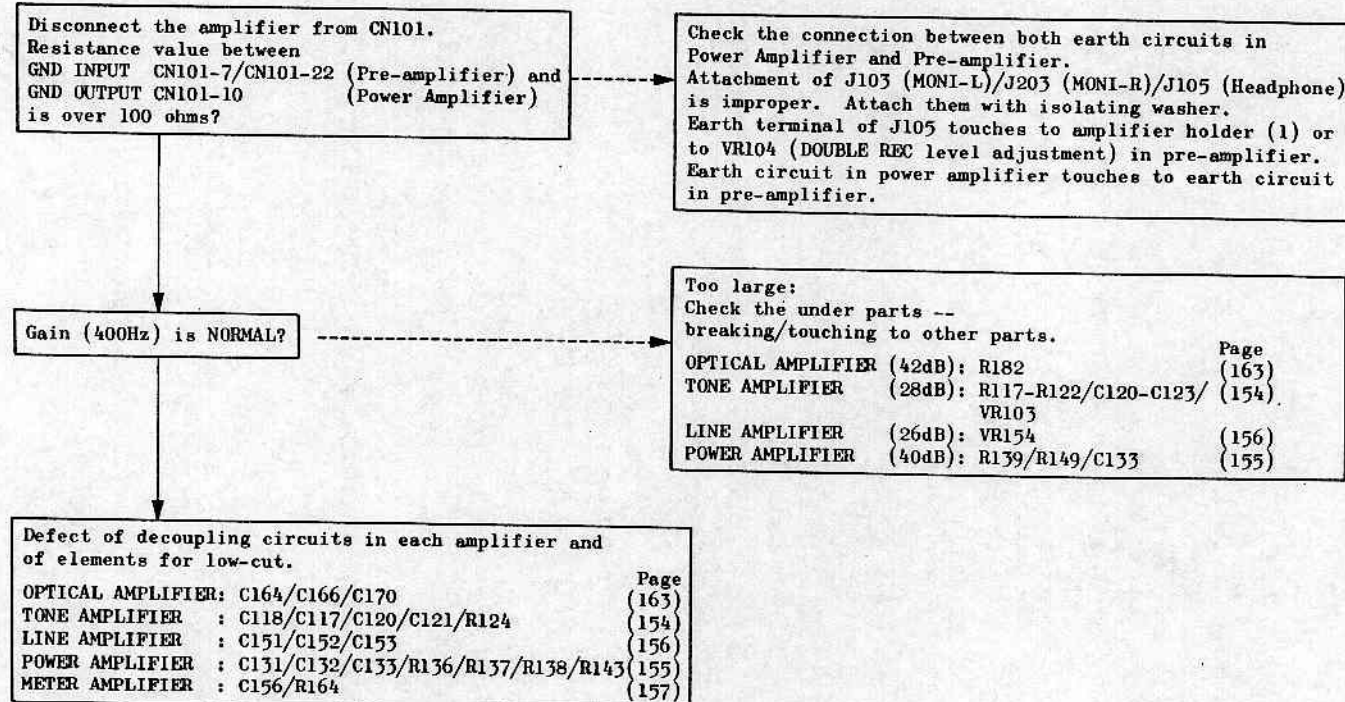 Disconnect the amplifier from CN101.
Resistance value between
GND INPUT CN101-7/CN101-22 (Pre-amplifier) and
GND OUTPUT CN101-10 (Power Amplifier)
is over 100 ohms?
Check the connection between both earth circuits in
Power Amplifier and Pre-amplifier.
Attachment of J103 (MONI-L)/J203 (MONI-R)/J105 (Headphone)
is improper. Attach them with isolating washer.
Earth terminal of J105 touches to amplifier holder (1) or
to VR104 (DOUBLE REC level adjustment) in pre-amplifier.
Earth circuit in power amplifier touches to earth circuit
in pre-amplifier.
Gain (400Hz) is NORMAL?
Too large:
Check the under parts --
breaking/touching to other parts.
Page
OPTICAL AMPLIFIER (42dB): R182 (163)
TONE AMPLIFIER (28dB): R117-R122/C120-C123/ (154)
VR103
LINE AMPLIFIER (26dB): VR154 (156)
POWER AMPLIFIER (40dB): R139/R149/C133 (155)
Defect of decoupling circuits in each amplifier and
of elements for low-cut.
Page
OPTICAL AMPLIFIER: C164/C166/C170 (163)
TONE AMPLIFIER : C118/C117/C120/C121/R124 (154)
LINE AMPLIFIER : C151/C152/C153 (156)
POWER AMPLIFIER : C131/C132/C133/R136/R137/R138/R143(155)
METER AMPLIFIER : C156/R164 (157)